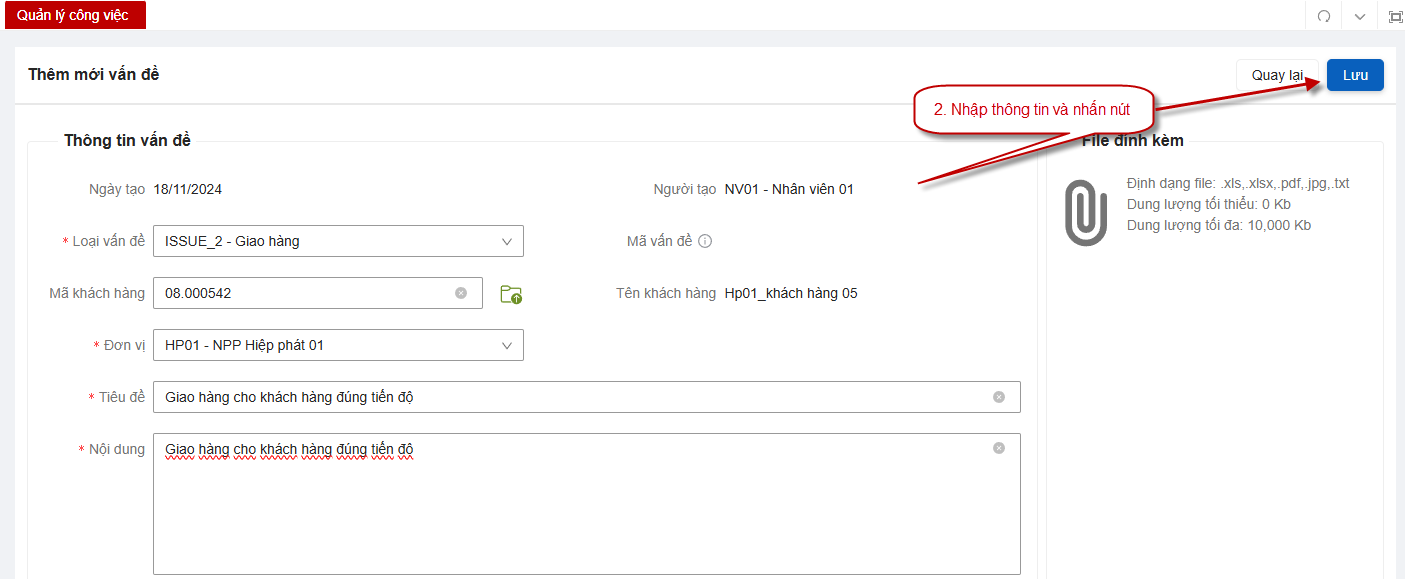 Quản lý công việc
Thêm mới vấn đề
Quay lại
Lưu
2. Nhập thông tin và nhấn nút
Thông tin vấn đề
File đính kèm
Ngày tạo 18/11/2024
Người tạo NV01 - Nhân viên 01
Định dạng file: .xls,.xlsx,.pdf,.jpg,.txt
Dung lượng tối thiểu: 0 Kb
Dung lượng tối đa: 10,000 Kb
* Loại vấn đề ISSUE_2 - Giao hàng
Mã vấn đề
Mã khách hàng 08.000542
Tên khách hàng Hp01_khách hàng 05
* Đơn vị HP01 - NPP Hiệp phát 01
* Tiêu đề Giao hàng cho khách hàng đúng tiến độ
* Nội dung Giao hàng cho khách hàng đúng tiến độ